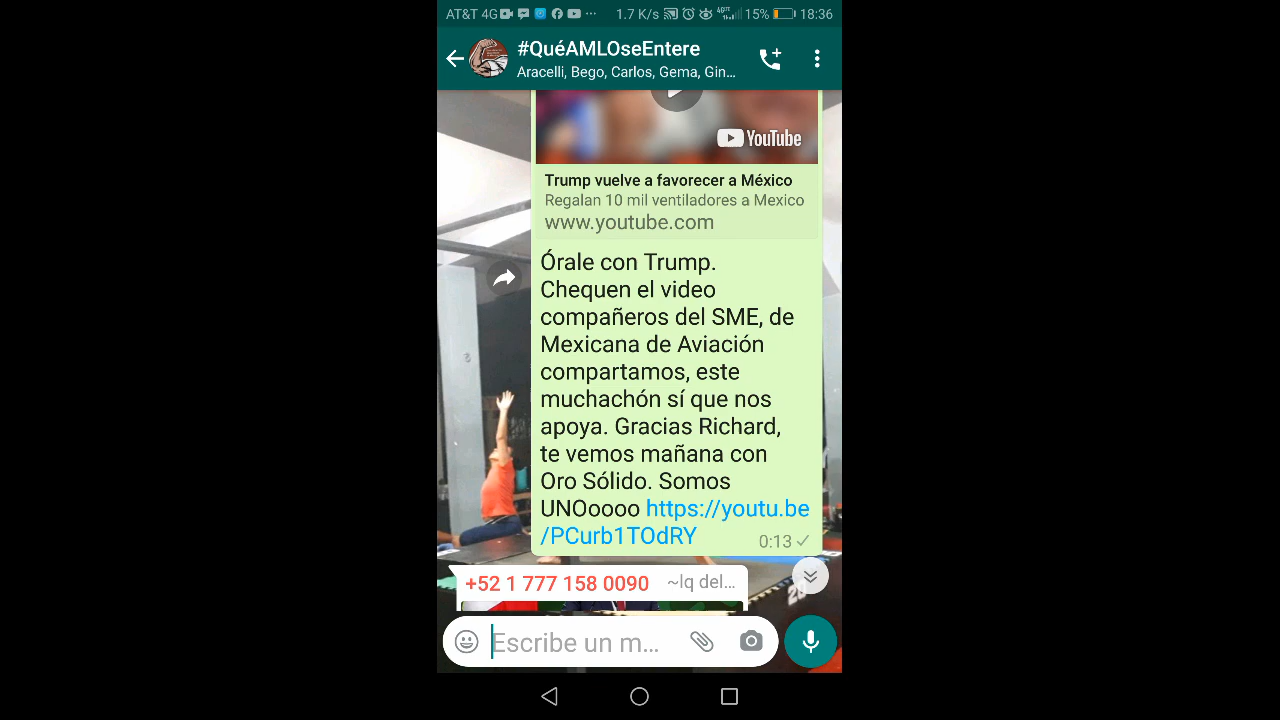 AT&T 4G ... 1.7 K/s 15% 18:36
#QuéAMLOseEntere
Aracelli, Bego, Carlos, Gema, Gin...
YouTube
Trump vuelve a favorecer a México
Regalan 10 mil ventiladores a Mexico
www.youtube.com
Órale con Trump.
Chequen el video
compañeros del SME, de
Mexicana de Aviación
compartamos, este
muchachón sí que nos
apoya. Gracias Richard,
te vemos mañana con
Oro Sólido. Somos
UNOoooo https://youtu.be
/PCurb1TOdRY
0:13
+52 1 777 158 0090 ~lq del...
Escribe un m...